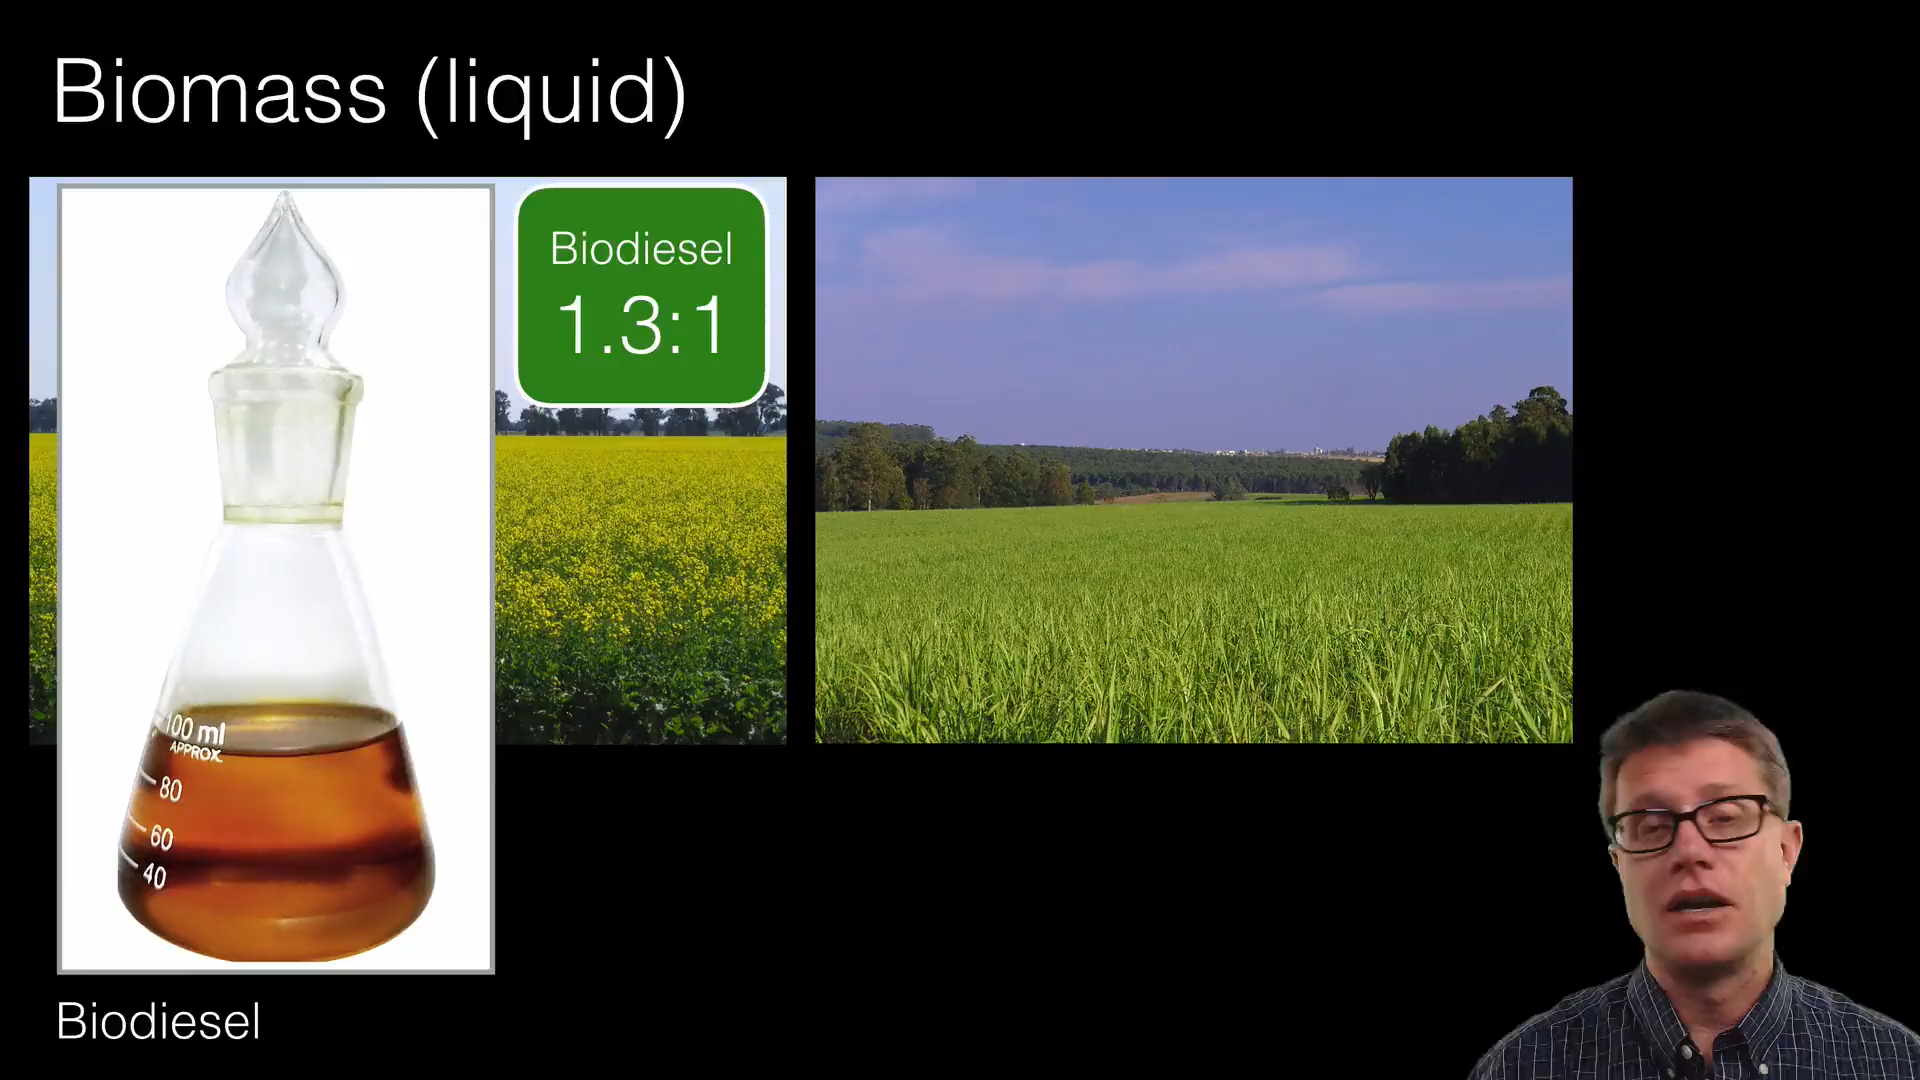 Biomass (liquid)
Biodiesel
1.3:1
100 ml
APPROX.
80
60
40
Biodiesel